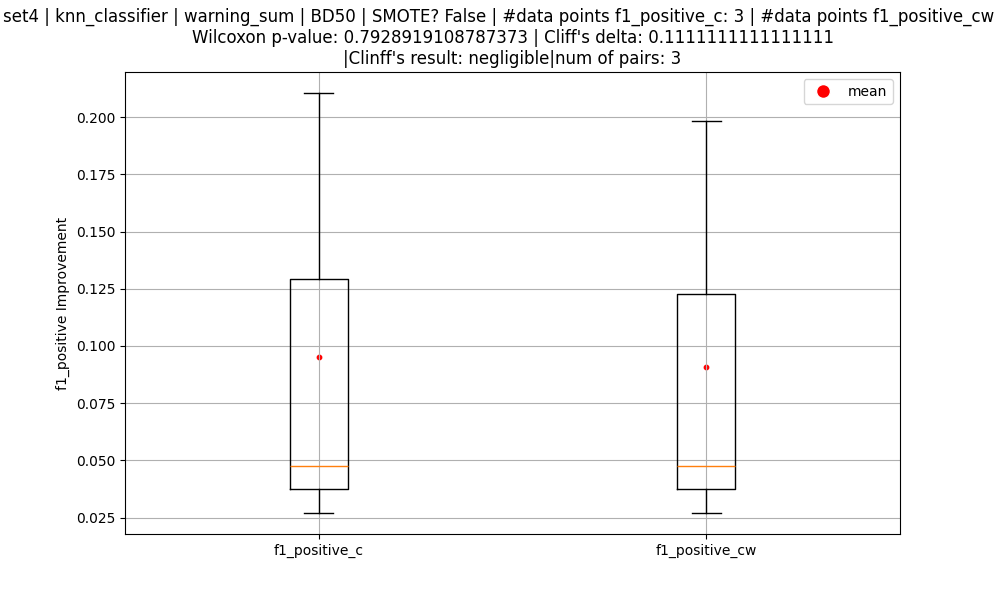 set4 | knn_classifier | warning_sum | BD50 | SMOTE? False | #data points f1_positive_c: 3 | #data points f1_positive_cw
Wilcoxon p-value: 0.7928919108787373 | Cliff's delta: 0.1111111111111111
|Clinff's result: negligible|num of pairs: 3
mean
0.200
0.175
0.150
0.125
0.100
0.075
0.050
0.025
f1_positive Improvement
f1_positive_c
f1_positive_cw